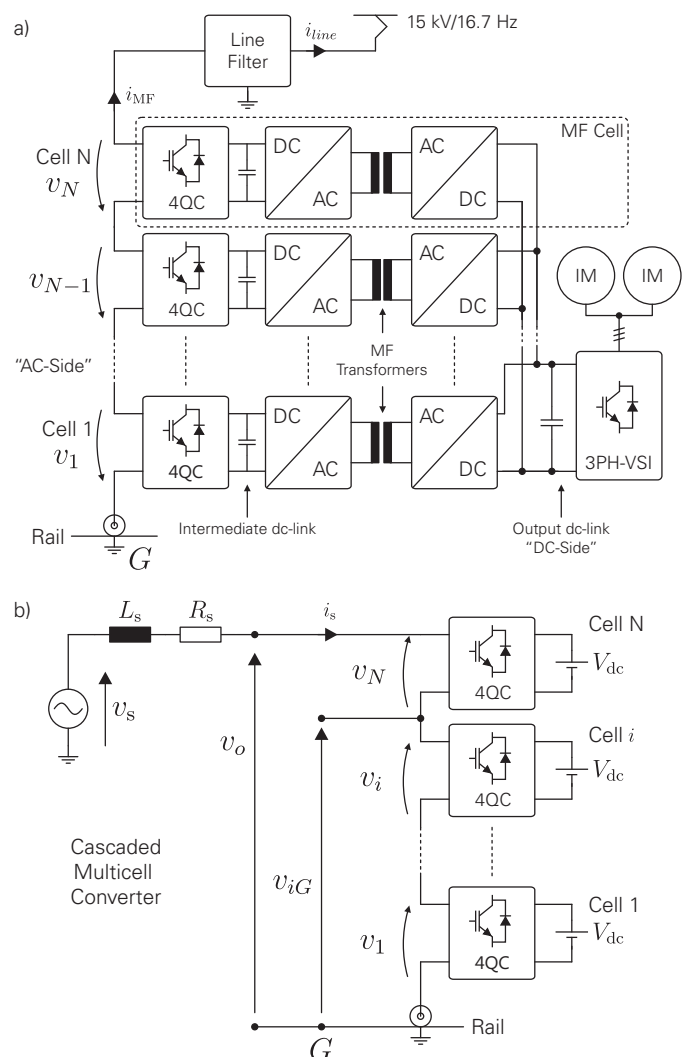 a)
15 kV/16.7 Hz
i_line
Line
Filter
i_MF
MF Cell
Cell N
v_N
4QC
DC
AC
AC
DC
v_{N−1}
4QC
DC
AC
AC
DC
IM
IM
"AC-Side"
MF
Transformers
Cell 1
v_1
4QC
DC
AC
AC
DC
3PH-VSI
Rail
G
Intermediate dc-link
Output dc-link
"DC-Side"
b)
L_s
R_s
i_s
Cell N
v_N
4QC
V_dc
v_s
v_o
Cell i
v_i
4QC
V_dc
Cascaded
Multicell
Converter
v_{iG}
Cell 1
v_1
4QC
V_dc
Rail
G